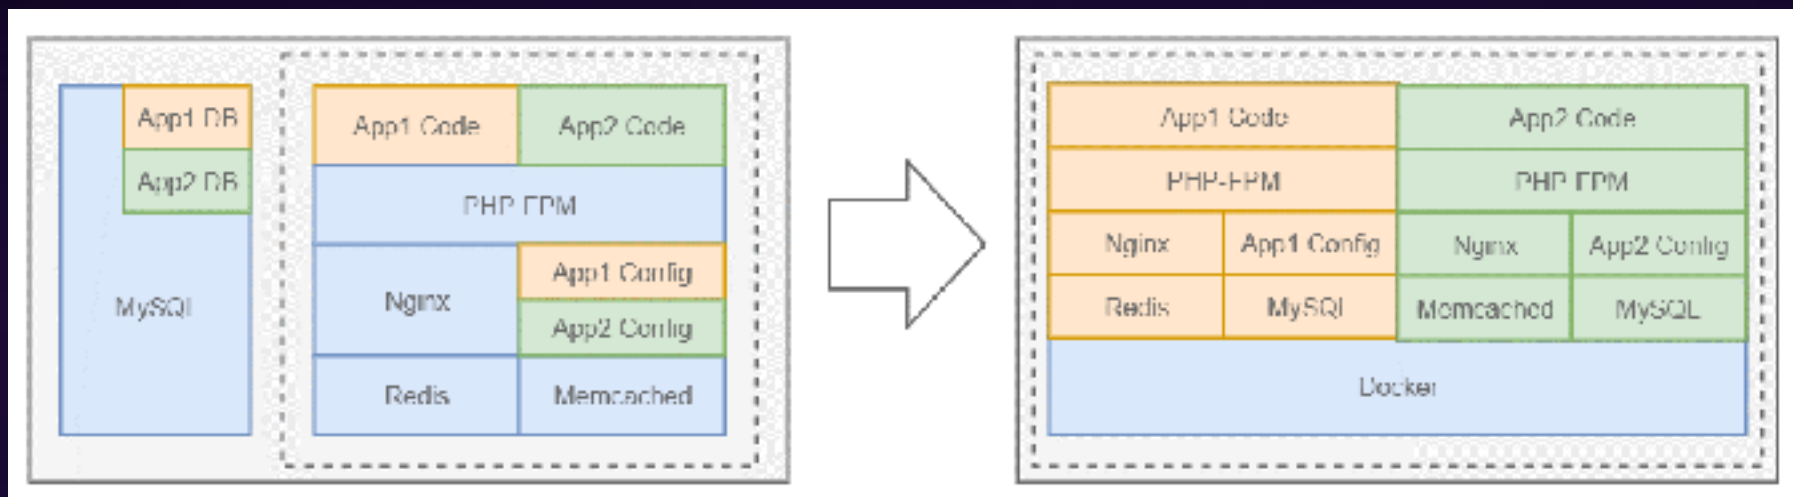 App1 DB
App2 DB
MySQL
App1 Code
App2 Code
PHP FPM
Nginx
App1 Config
App2 Config
Redis
Memcached
App1 Code
App2 Code
PHP-FPM
PHP FPM
Nginx
App1 Config
Nginx
App2 Config
Redis
MySQL
Memcached
MySQL
Docker